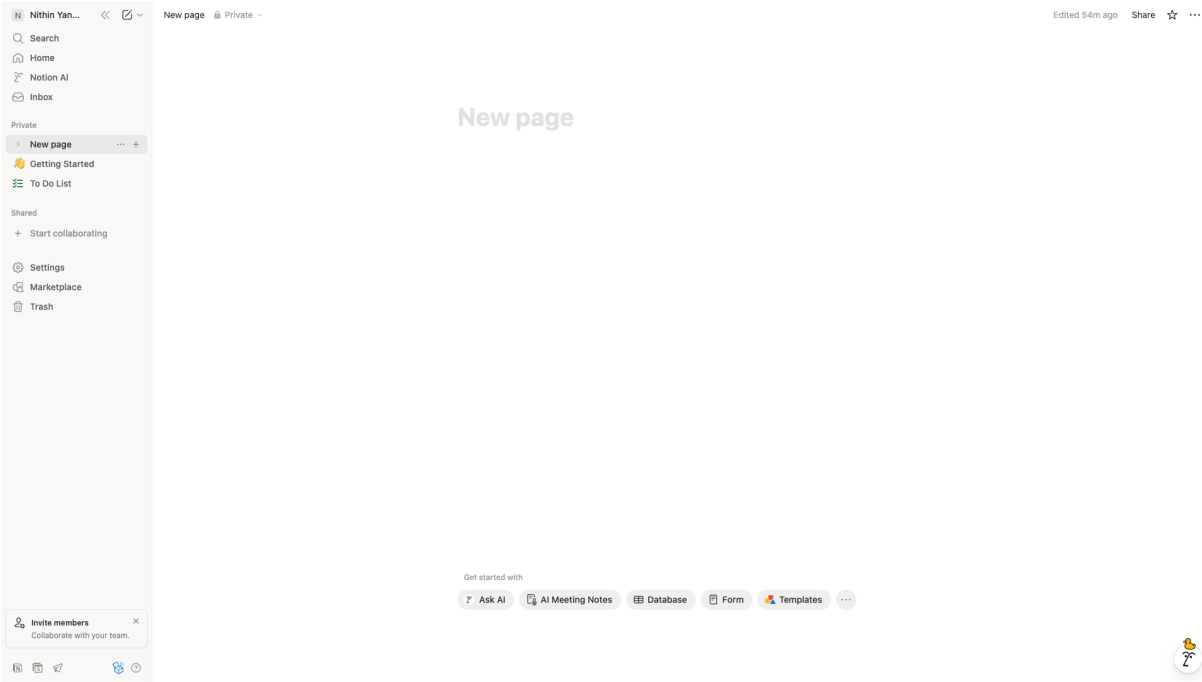 N Nithin Yan...
Search
Home
Notion AI
Inbox
Private
New page
Getting Started
To Do List
Shared
+ Start collaborating
Settings
Marketplace
Trash
Invite members
Collaborate with your team.
New page Private Edited 54m ago Share
New page
Get started with
Ask AI AI Meeting Notes Database Form Templates